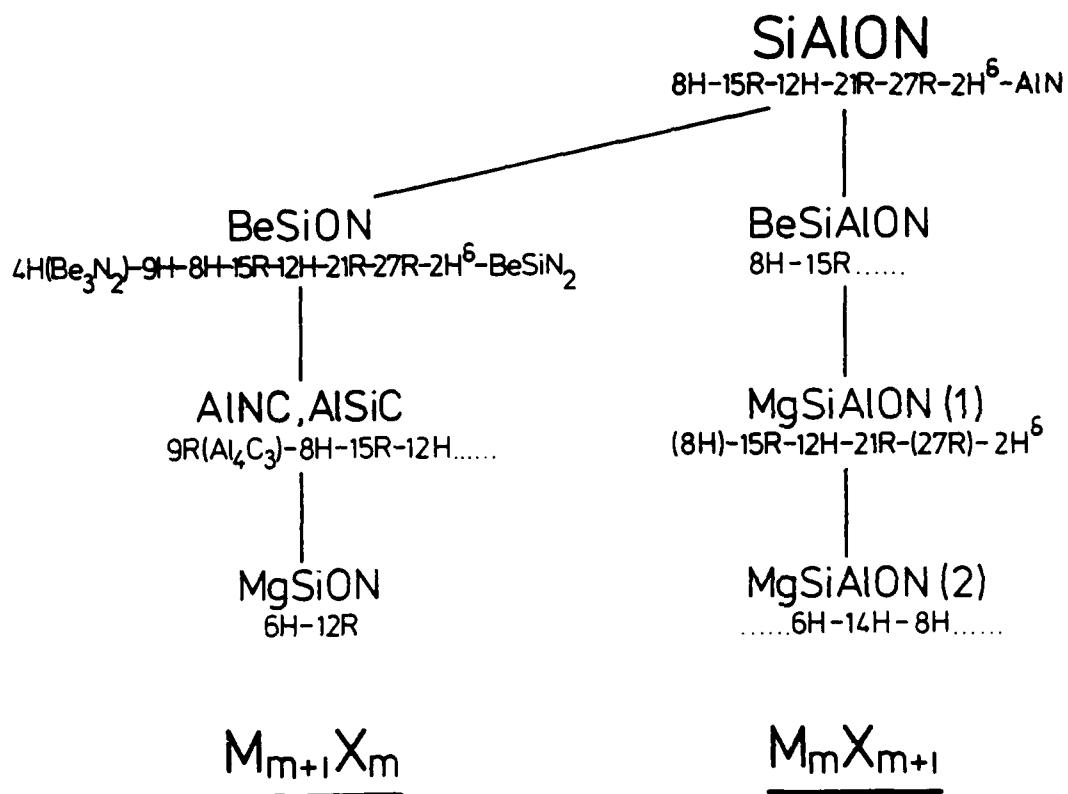 SiAlON
8H-15R-12H-21R-27R-2H^δ-AlN
BeSiON
4H(Be₃N₂)-9H-8H-15R-12H-21R-27R-2H^δ-BeSiN₂
BeSiAlON
8H-15R......
AlNC, AlSiC
9R(Al₄C₃)-8H-15R-12H......
MgSiAlON (1)
(8H)-15R-12H-21R-(27R)-2H^δ
MgSiON
6H-12R
MgSiAlON (2)
......6H-14H-8H......
Mₘ₊₁Xₘ
MₘXₘ₊₁